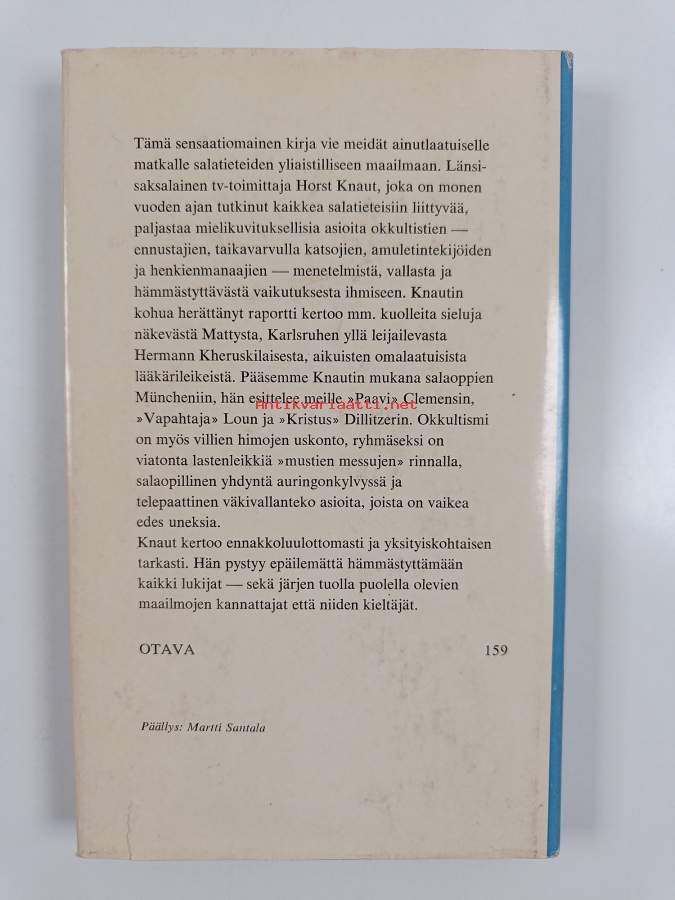 Tämä sensaatiomainen kirja vie meidät ainutlaatuiselle
matkalle salatieteiden yliaistilliseen maailmaan. Länsi-
saksalainen tv-toimittaja Horst Knaut, joka on monen
vuoden ajan tutkinut kaikkea salatieteisiin liittyvää,
paljastaa mielikuvituksellisia asioita okkultistien —
ennustajien, taikavarvulla katsojien, amuletintekijöiden
ja henkienmanaajien — menetelmistä, vallasta ja
hämmästyttävästä vaikutuksesta ihmiseen. Knautin
kohua herättänyt raportti kertoo mm. kuolleita sieluja
näkevästä Mattysta, Karlsruhen yllä leijailevasta
Hermann Kheruskilaisesta, aikuisten omalaatuisista
lääkärileikeistä. Pääsemme Knautin mukana salaoppien
Müncheniin, hän esittelee meille »Paavi» Clemensin,
Antikvariaatti.net
»Vapahtaja» Loun ja »Kristus» Dillitzerin. Okkultismi
on myös villien himojen uskonto, ryhmäseksi on
viatonta lastenleikkiä »mustien messujen» rinnalla,
salaopillinen yhdyntä auringonkylvyssä ja
telepaattinen väkivallanteko asioita, joista on vaikea
edes uneksia.
Knaut kertoo ennakkoluulottomasti ja yksityiskohtaisen
tarkasti. Hän pystyy epäilemättä hämmästyttämään
kaikki lukijat — sekä järjen tuolla puolella olevien
maailmojen kannattajat että niiden kieltäjät.
OTAVA 159
Päällys: Martti Santala